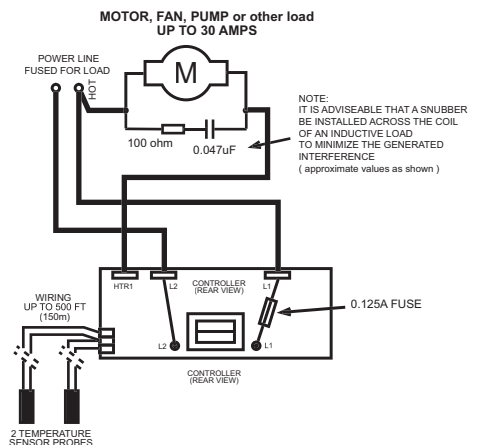 MOTOR, FAN, PUMP or other load
UP TO 30 AMPS
POWER LINE
FUSED FOR LOAD
HOT
M
100 ohm
0.047uF
NOTE:
IT IS ADVISEABLE THAT A SNUBBER
BE INSTALLED ACROSS THE COIL
OF AN INDUCTIVE LOAD
TO MINIMIZE THE GENERATED
INTERFERENCE
( approximate values as shown )
HTR1
L2
CONTROLLER
(REAR VIEW)
L1
WIRING
UP TO 500 FT
(150m)
0.125A FUSE
L2
L1
CONTROLLER
(REAR VIEW)
2 TEMPERATURE
SENSOR PROBES